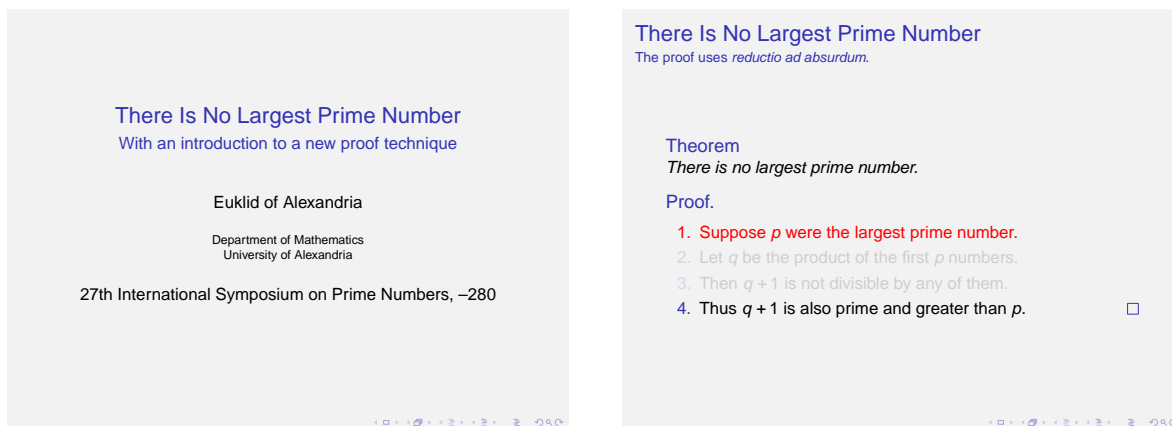 There Is No Largest Prime Number
With an introduction to a new proof technique
Euklid of Alexandria
Department of Mathematics
University of Alexandria
27th International Symposium on Prime Numbers, –280
There Is No Largest Prime Number
The proof uses reductio ad absurdum.
Theorem
There is no largest prime number.
Proof.
1. Suppose p were the largest prime number.
2. Let q be the product of the first p numbers.
3. Then q + 1 is not divisible by any of them.
4. Thus q + 1 is also prime and greater than p. □